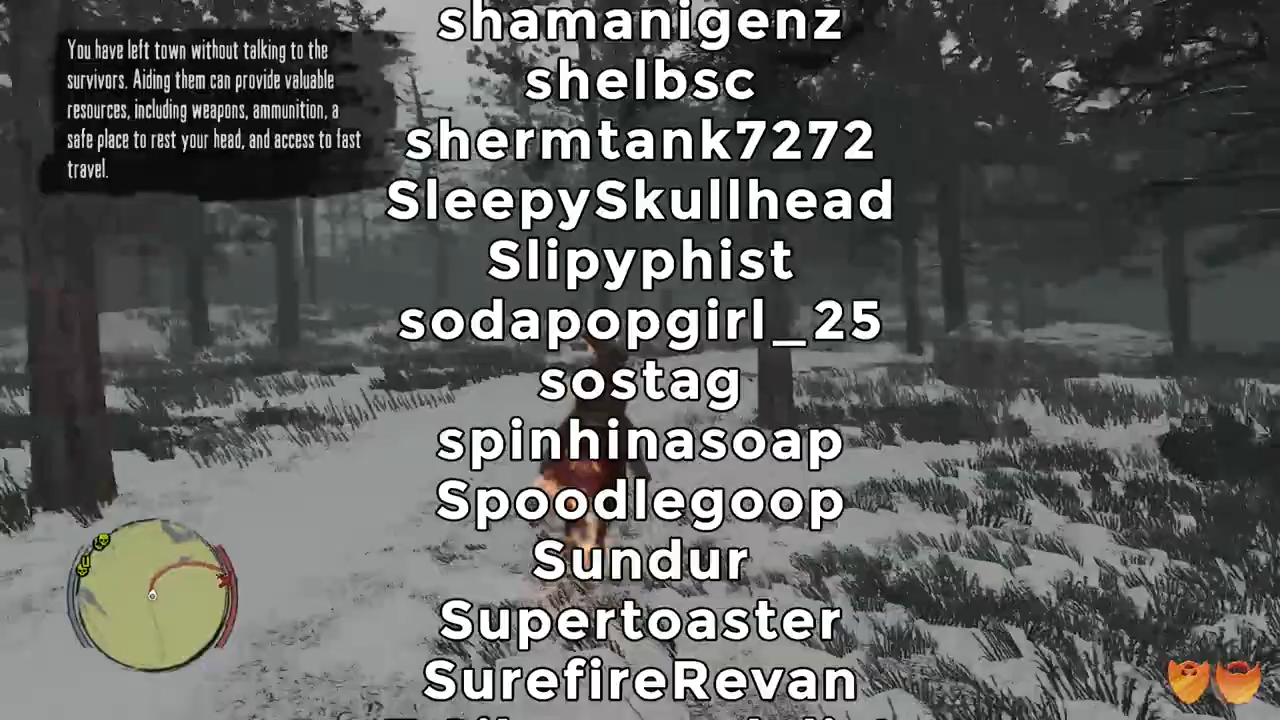 You have left town without talking to the
survivors. Aiding them can provide valuable
resources, including weapons, ammunition, a
safe place to rest your head, and access to fast
travel.
shamanigenz
shelbsc
shermtank7272
SleepySkullhead
Slipyphist
sodapopgirl_25
sostag
spinhinasoap
Spoodlegoop
Sundur
Supertoaster
SurefireRevan